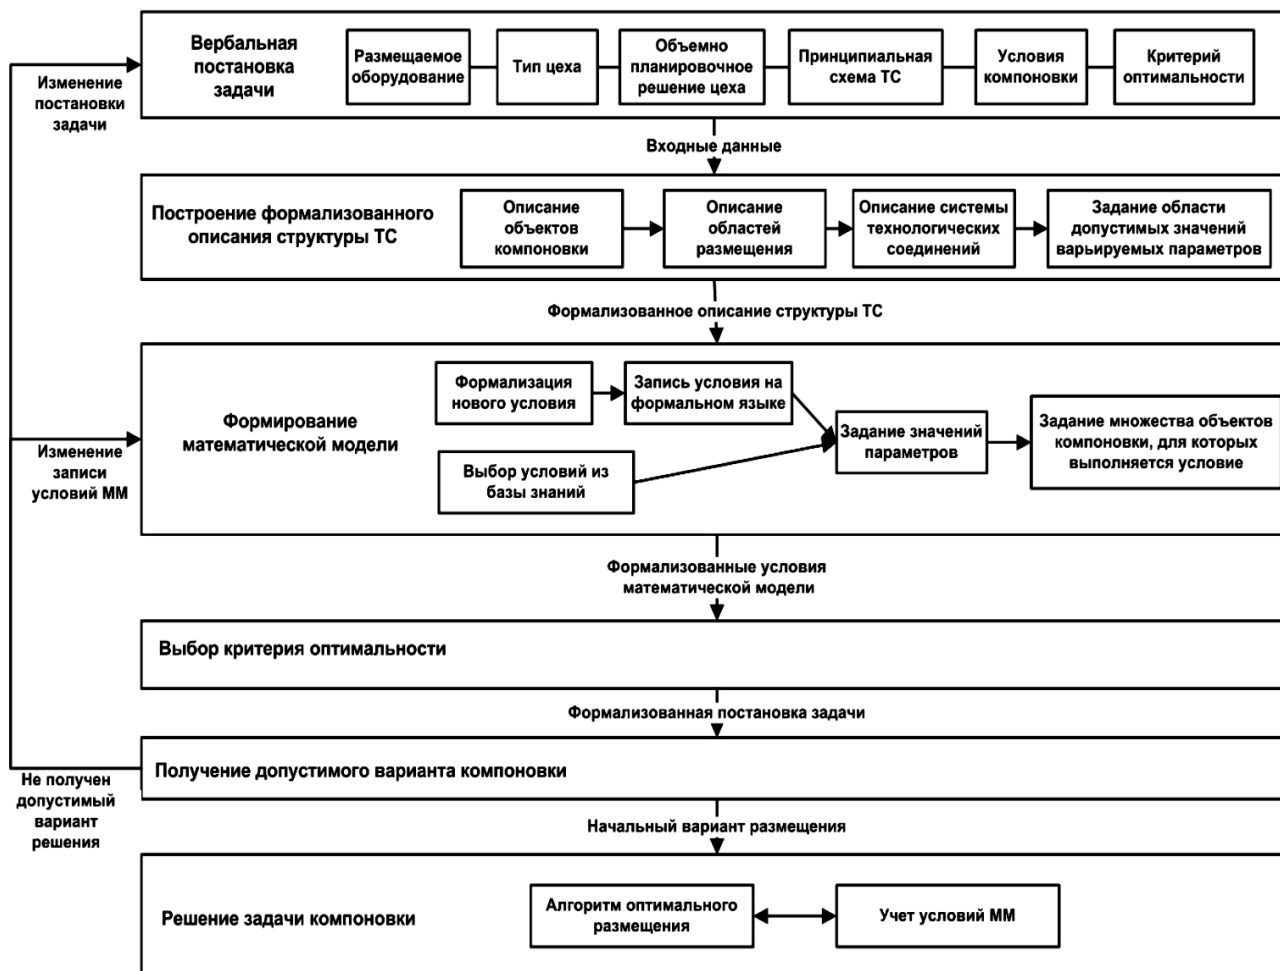 Вербальная
постановка
задачи
Размещаемое
оборудование
Тип цеха
Объемно
планировочное
решение цеха
Принципиальная
схема ТС
Условия
компоновки
Критерий
оптимальности
Изменение
постановки
задачи
Входные данные
Построение формализованного
описания структуры ТС
Описание
объектов
компоновки
Описание
областей
размещения
Описание системы
технологических
соединений
Задание области
допустимых значений
варьируемых параметров
Формализованное описание структуры ТС
Формирование
математической модели
Формализация
нового условия
Запись условия на
формальном языке
Выбор условий из
базы знаний
Задание значений
параметров
Задание множества объектов
компоновки, для которых
выполняется условие
Изменение
записи
условий ММ
Формализованные условия
математической модели
Выбор критерия оптимальности
Формализованная постановка задачи
Получение допустимого варианта компоновки
Не получен
допустимый
вариант
решения
Начальный вариант размещения
Решение задачи компоновки
Алгоритм оптимального
размещения
Учет условий ММ